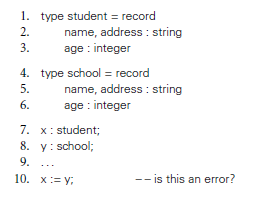 1. type student = record
2. name, address : string
3. age : integer
4. type school = record
5. name, address : string
6. age : integer
7. x : student;
8. y : school;
9. ...
10. x := y; -- is this an error?